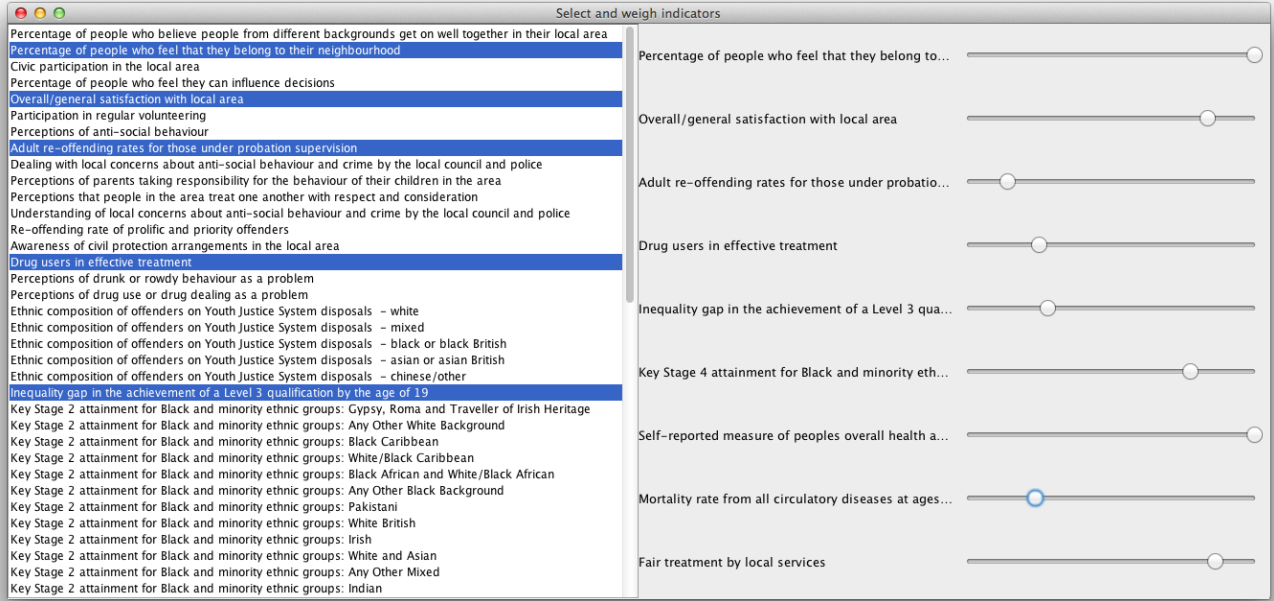 Select and weigh indicators
Percentage of people who believe people from different backgrounds get on well together in their local area
Percentage of people who feel that they belong to their neighbourhood
Civic participation in the local area
Percentage of people who feel they can influence decisions
Overall/general satisfaction with local area
Participation in regular volunteering
Perceptions of anti-social behaviour
Adult re-offending rates for those under probation supervision
Dealing with local concerns about anti-social behaviour and crime by the local council and police
Perceptions of parents taking responsibility for the behaviour of their children in the area
Perceptions that people in the area treat one another with respect and consideration
Understanding of local concerns about anti-social behaviour and crime by the local council and police
Re-offending rate of prolific and priority offenders
Awareness of civil protection arrangements in the local area
Drug users in effective treatment
Perceptions of drunk or rowdy behaviour as a problem
Perceptions of drug use or drug dealing as a problem
Ethnic composition of offenders on Youth Justice System disposals  - white
Ethnic composition of offenders on Youth Justice System disposals  - mixed
Ethnic composition of offenders on Youth Justice System disposals  - black or black British
Ethnic composition of offenders on Youth Justice System disposals  - asian or asian British
Ethnic composition of offenders on Youth Justice System disposals  - chinese/other
Inequality gap in the achievement of a Level 3 qualification by the age of 19
Key Stage 2 attainment for Black and minority ethnic groups: Gypsy, Roma and Traveller of Irish Heritage
Key Stage 2 attainment for Black and minority ethnic groups: Any Other White Background
Key Stage 2 attainment for Black and minority ethnic groups: Black Caribbean
Key Stage 2 attainment for Black and minority ethnic groups: White/Black Caribbean
Key Stage 2 attainment for Black and minority ethnic groups: Black African and White/Black African
Key Stage 2 attainment for Black and minority ethnic groups: Any Other Black Background
Key Stage 2 attainment for Black and minority ethnic groups: Pakistani
Key Stage 2 attainment for Black and minority ethnic groups: White British
Key Stage 2 attainment for Black and minority ethnic groups: Irish
Key Stage 2 attainment for Black and minority ethnic groups: White and Asian
Key Stage 2 attainment for Black and minority ethnic groups: Any Other Mixed
Key Stage 2 attainment for Black and minority ethnic groups: Indian
Percentage of people who feel that they belong to...
Overall/general satisfaction with local area
Adult re-offending rates for those under probatio...
Drug users in effective treatment
Inequality gap in the achievement of a Level 3 qua...
Key Stage 4 attainment for Black and minority eth...
Self-reported measure of peoples overall health a...
Mortality rate from all circulatory diseases at ages...
Fair treatment by local services